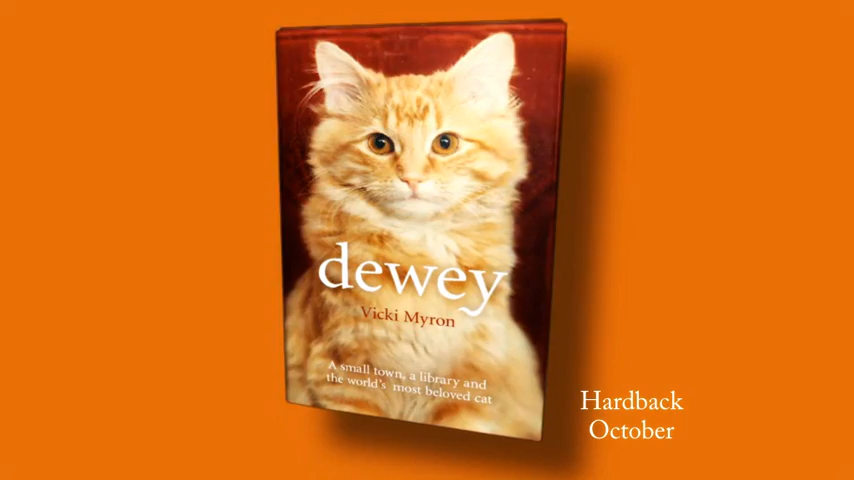 dewey
Vicki Myron
A small town, a library and
the world's most beloved cat
Hardback
October